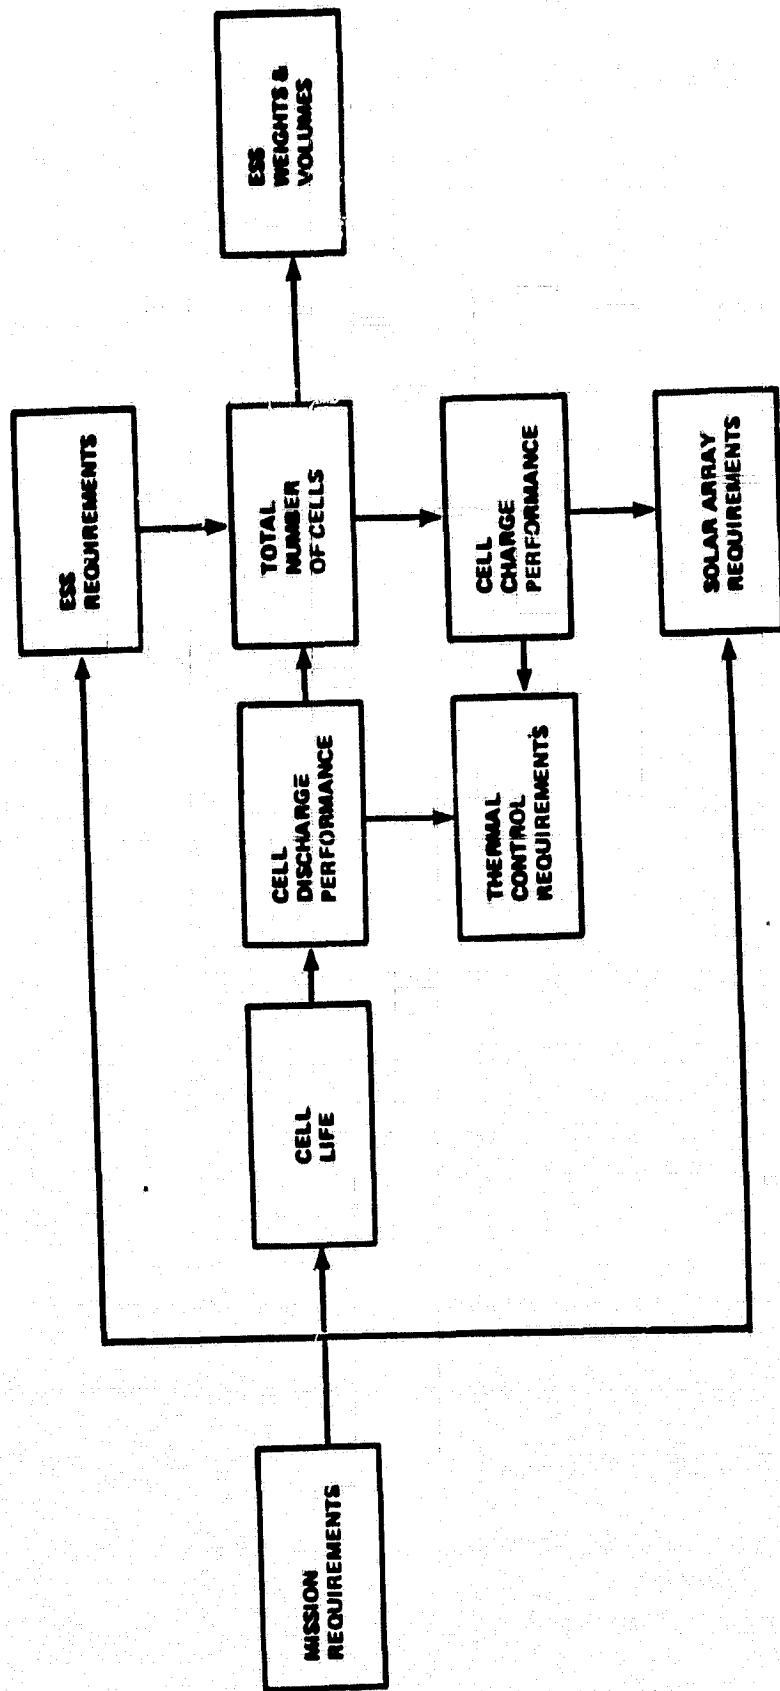 MISSION
REQUIREMENTS
CELL
LIFE
CELL
DISCHARGE
PERFORMANCE
THERMAL
CONTROL
REQUIREMENTS
ESS
REQUIREMENTS
TOTAL
NUMBER
OF CELLS
CELL
CHARGE
PERFORMANCE
SOLAR ARRAY
REQUIREMENTS
ESS
WEIGHTS &
VOLUMES